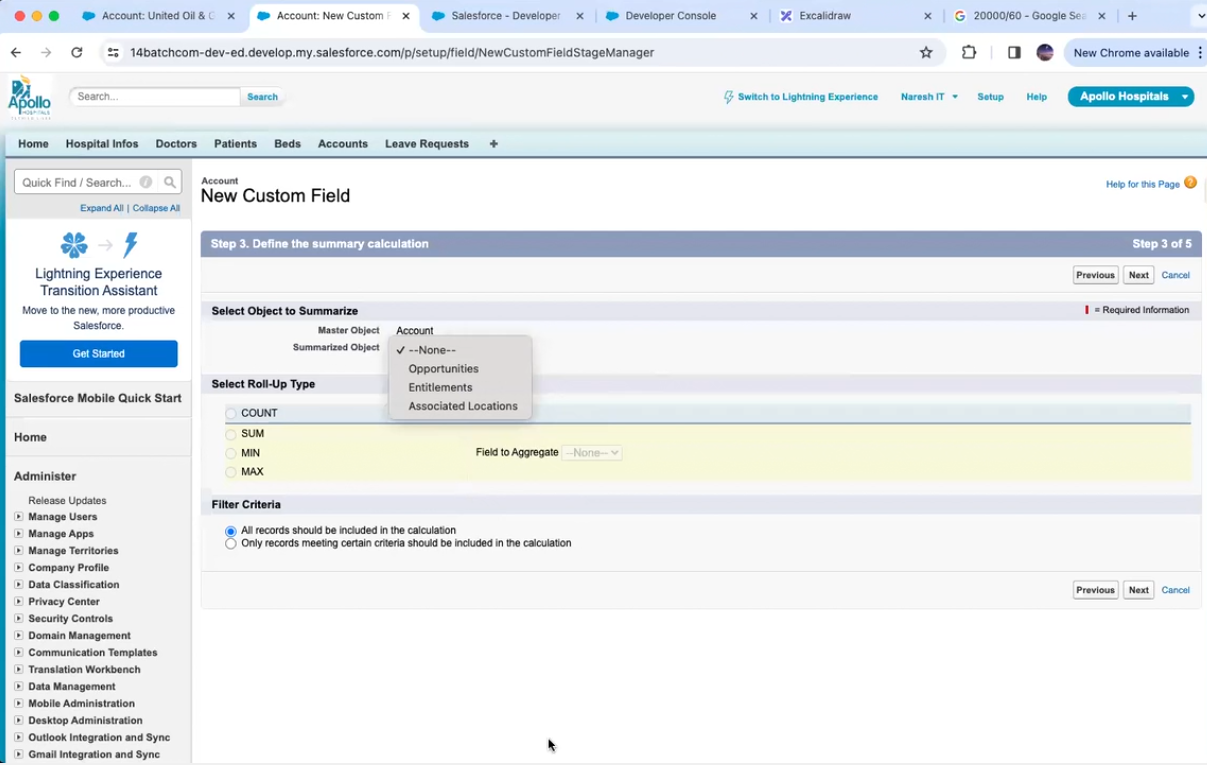 Account: United Oil & G
Account: New Custom F
Salesforce - Developer
Developer Console
Excalidraw
20000/60 - Google Sea
14batchcom-dev-ed.develop.my.salesforce.com/p/setup/field/NewCustomFieldStageManager
New Chrome available
Apollo
HOSPITALS
Search...
Search
Switch to Lightning Experience
Naresh IT
Setup
Help
Apollo Hospitals
Home
Hospital Infos
Doctors
Patients
Beds
Accounts
Leave Requests
Quick Find / Search...
Expand All | Collapse All
Lightning Experience
Transition Assistant
Move to the new, more productive
Salesforce.
Get Started
Salesforce Mobile Quick Start
Home
Administer
Release Updates
Manage Users
Manage Apps
Manage Territories
Company Profile
Data Classification
Privacy Center
Security Controls
Domain Management
Communication Templates
Translation Workbench
Data Management
Mobile Administration
Desktop Administration
Outlook Integration and Sync
Gmail Integration and Sync
Account
New Custom Field
Help for this Page
Step 3. Define the summary calculation
Step 3 of 5
Previous
Next
Cancel
Select Object to Summarize
= Required Information
Master Object
Account
Summarized Object
--None--
Opportunities
Entitlements
Associated Locations
Select Roll-Up Type
COUNT
SUM
MIN
MAX
Field to Aggregate
--None--
Filter Criteria
All records should be included in the calculation
Only records meeting certain criteria should be included in the calculation
Previous
Next
Cancel